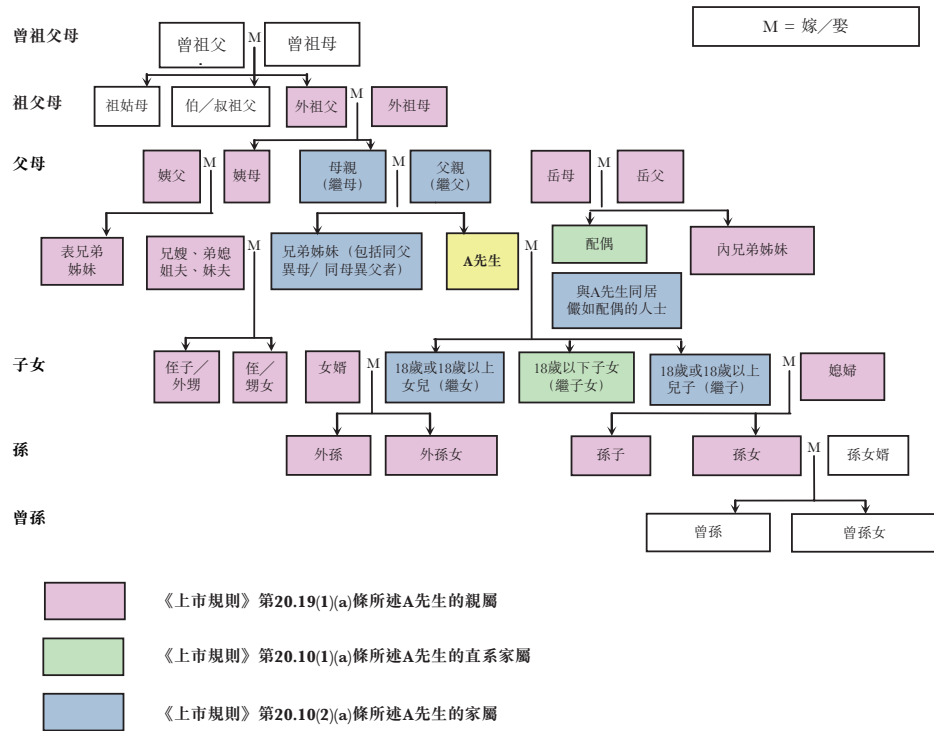 曾祖父母
曾祖父
M
曾祖母
M = 嫁／娶
祖父母
祖姑母
伯／叔祖父
外祖父
M
外祖母
父母
姨父
M
姨母
母親
（繼母）
M
父親
（繼父）
岳母
M
岳父
表兄弟
姊妹
兄嫂、弟媳
姐夫、妹夫
M
兄弟姊妹（包括同父
異母/ 同母異父者）
A先生
M
配偶
內兄弟姊妹
與A先生同居
儼如配偶的人士
子女
侄子／
外甥
侄／
甥女
女婿
M
18歲或18歲以上
女兒（繼女）
18歲以下子女
（繼子女）
18歲或18歲以上
兒子（繼子）
M
媳婦
孫
外孫
外孫女
孫子
孫女
M
孫女婿
曾孫
曾孫
曾孫女
《上市規則》第20.19(1)(a)條所述A先生的親屬
《上市規則》第20.10(1)(a)條所述A先生的直系家屬
《上市規則》第20.10(2)(a)條所述A先生的家屬